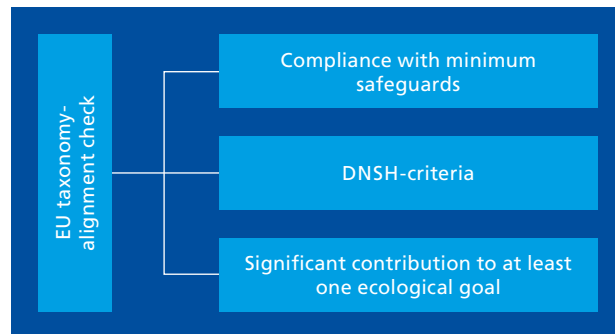 EU taxonomy-
alignment check
Compliance with minimum
safeguards
DNSH-criteria
Significant contribution to at least
one ecological goal